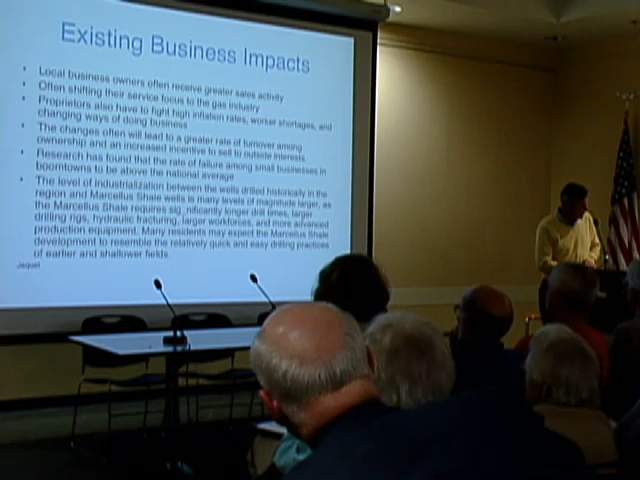 Existing Business Impacts
• Local business owners often receive greater sales activity
• Often shifting their service focus to the gas industry
• Proprietors also have to fight high inflation rates, worker shortages, and
changing ways of doing business
• The changes often will lead to a greater rate of turnover among
ownership and an increased incentive to sell to outside interests.
• Research has found that the rate of failure among small businesses in
boomtowns to be above the national average
• The level of industrialization between the wells drilled historically in the
region and Marcellus Shale wells is many levels of magnitude larger, as
the Marcellus Shale requires sig nificantly longer drill times, larger
drilling rigs, hydraulic fracturing, larger workforces, and more advanced
production equipment. Many residents may expect the Marcellus Shale
development to resemble the relatively quick and easy drilling practices
of earlier and shallower fields.
Jaquet